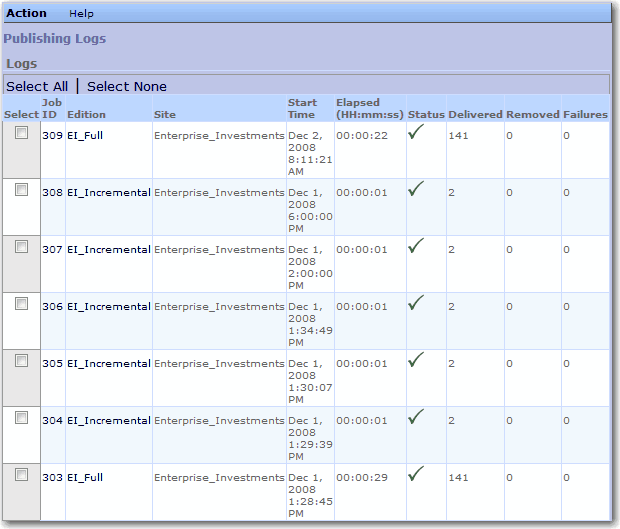 Action Help
Publishing Logs
Logs
Select All | Select None
Select Job ID Edition Site Start Time Elapsed (HH:mm:ss) Status Delivered Removed Failures
309 EI_Full Enterprise_Investments Dec 2, 2008 8:11:21 AM 00:00:22 141 0 0
308 EI_Incremental Enterprise_Investments Dec 1, 2008 6:00:00 PM 00:00:01 2 0 0
307 EI_Incremental Enterprise_Investments Dec 1, 2008 2:00:00 PM 00:00:01 2 0 0
306 EI_Incremental Enterprise_Investments Dec 1, 2008 1:34:49 PM 00:00:01 2 0 0
305 EI_Incremental Enterprise_Investments Dec 1, 2008 1:30:07 PM 00:00:01 2 0 0
304 EI_Incremental Enterprise_Investments Dec 1, 2008 1:29:39 PM 00:00:01 2 0 0
303 EI_Full Enterprise_Investments Dec 1, 2008 1:28:45 PM 00:00:29 141 0 0